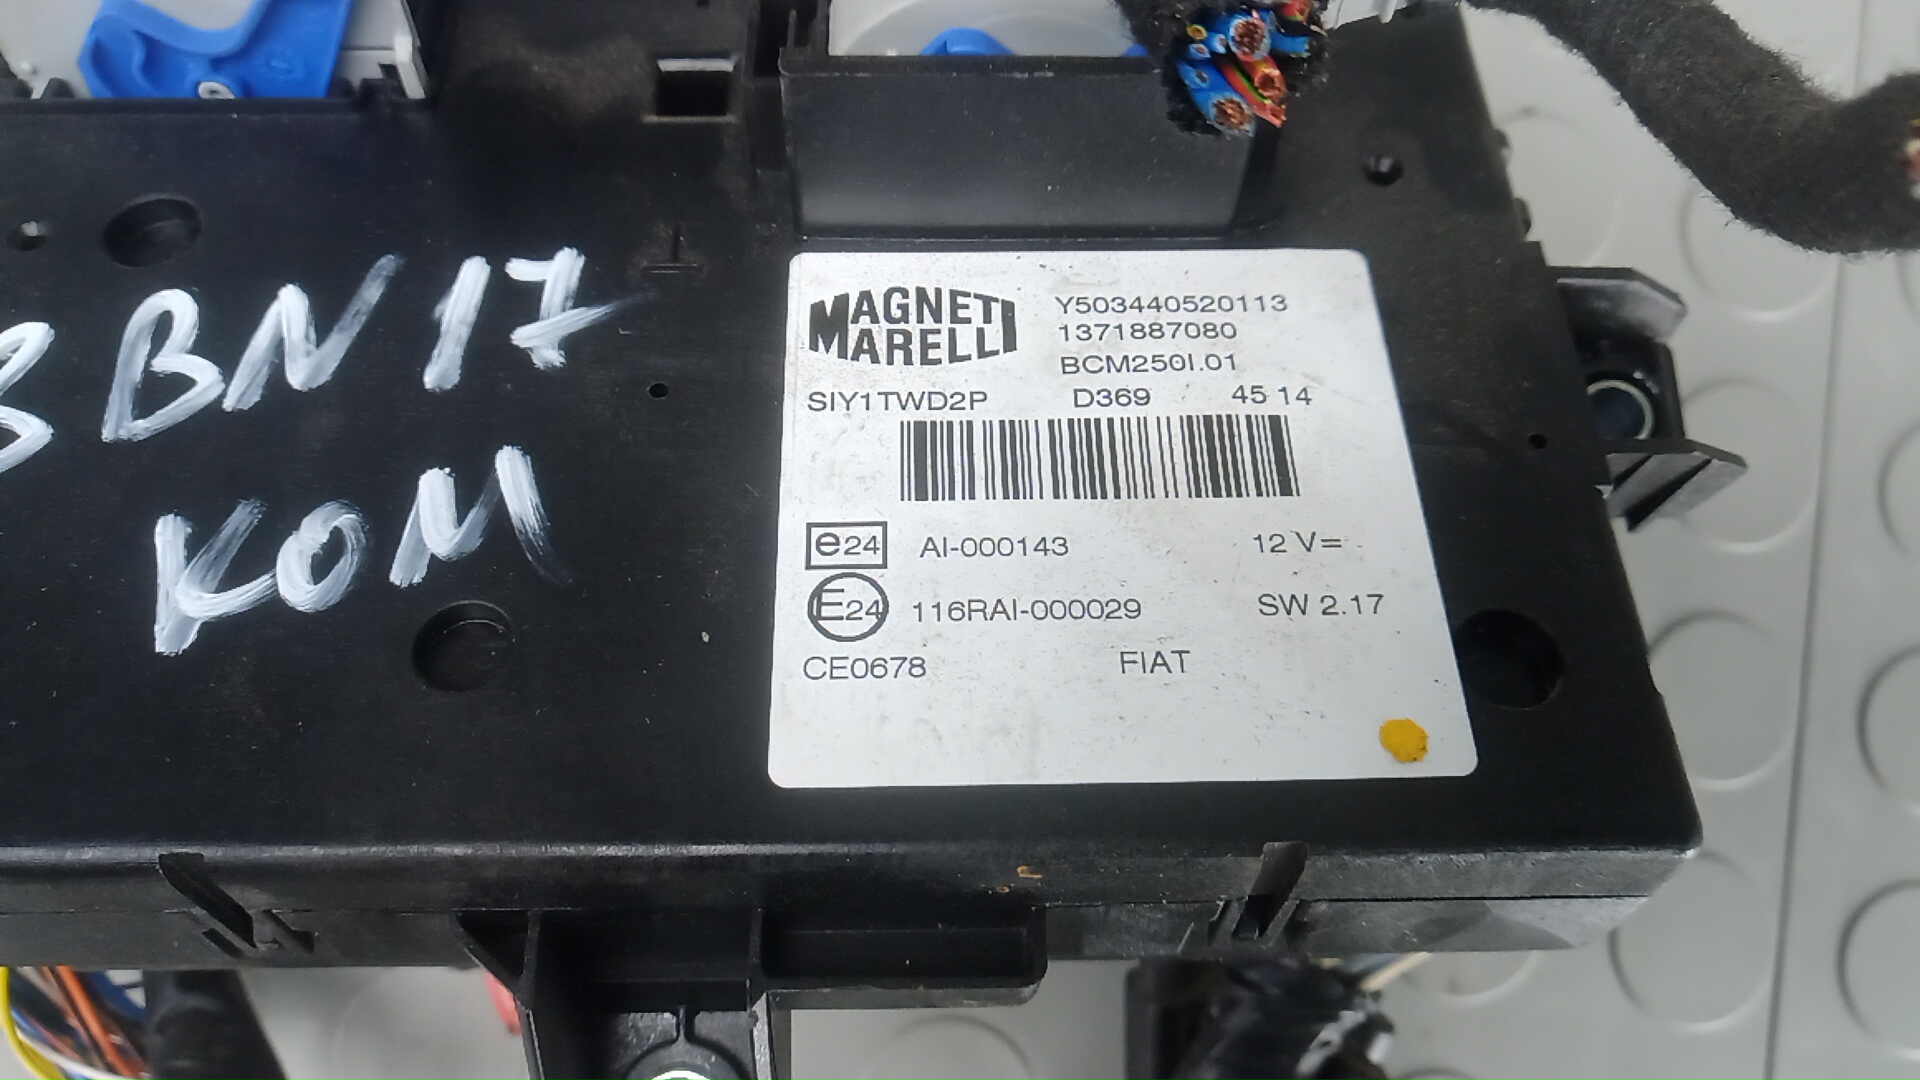 BN17
KOM
MAGNETI
MARELLI
Y503440520113
1371887080
BCM250I.01
SIY1TWD2P D369 45 14
e24 AI-000143 12 V=
E24 116RAI-000029 SW 2.17
CE0678 FIAT